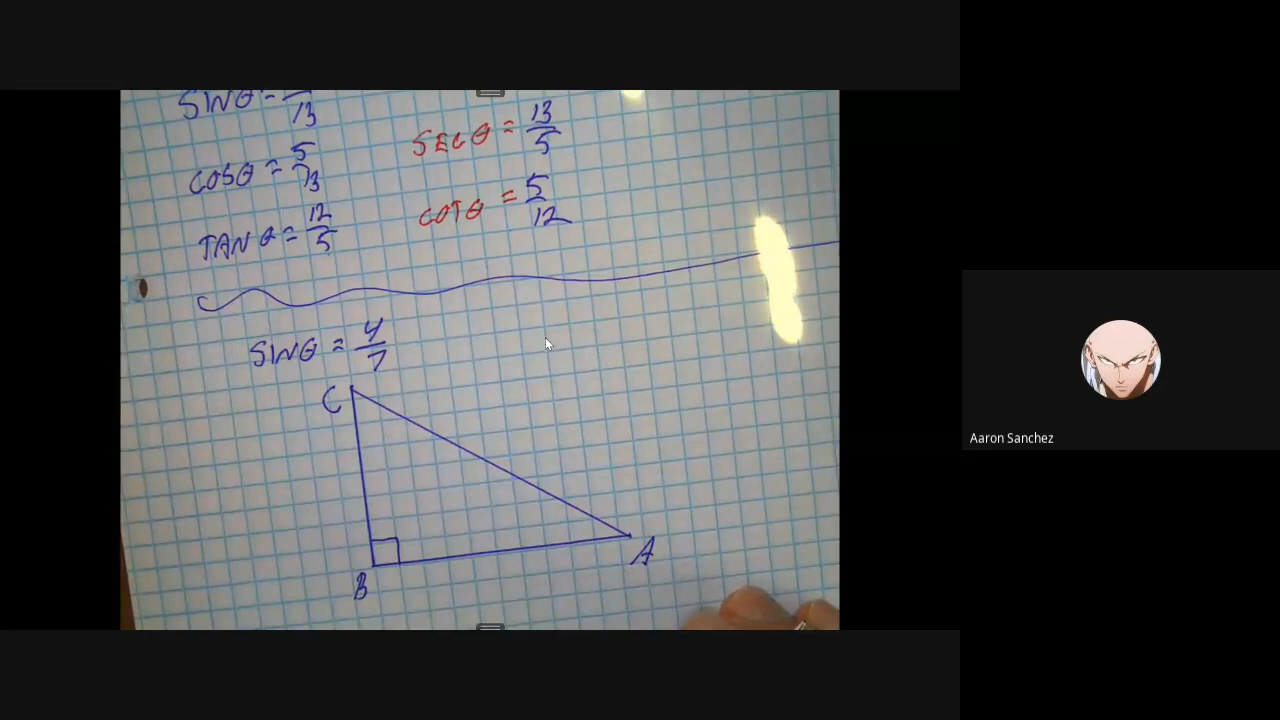 SINθ = 
13
SECθ = 13/5
COSθ = 5/13
COTθ = 5/12
TANθ = 12/5
SINθ = 4/7
C
A
B
Aaron Sanchez